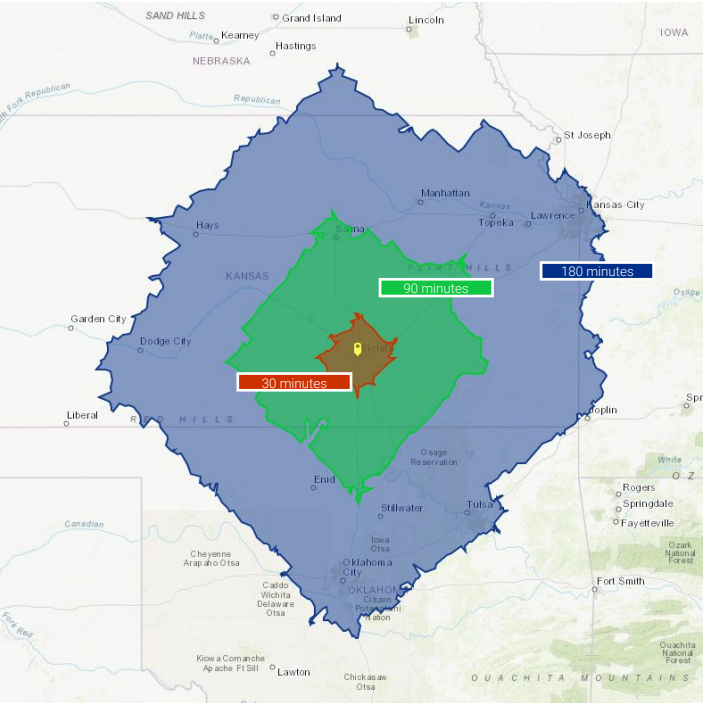 SAND HILLS
Grand Island
Lincoln
Platte
Kearney
IOWA
Hastings
NEBRASKA
Fork Republican
Republican
St Joseph
Manhattan
Kansas
Kansas City
Topeka
Lawrence
Hays
Salina
FLINT HILLS
180 minutes
KANSAS
90 minutes
Osage
Garden City
Dodge City
Wichita
30 minutes
Liberal
RED HILLS
Joplin
Spr
Osage
Reservation
White
OZ
Enid
Rogers
Stillwater
Tulsa
Springdale
Fayetteville
Canadian
Iowa
Otsa
Cheyenne
Arapaho Otsa
Ozark
National
Forest
Oklahoma
City
Fort Smith
Caddo
Wichita
Delaware
Otsa
OKLAHOM
Citizen
Potawatomi
Nation
Fork Red
Kiowa Comanche
Apache Ft Sill
Lawton
Ouachita
National
Forest
Chickasaw
Otsa
OUACHITA MOUNTAINS